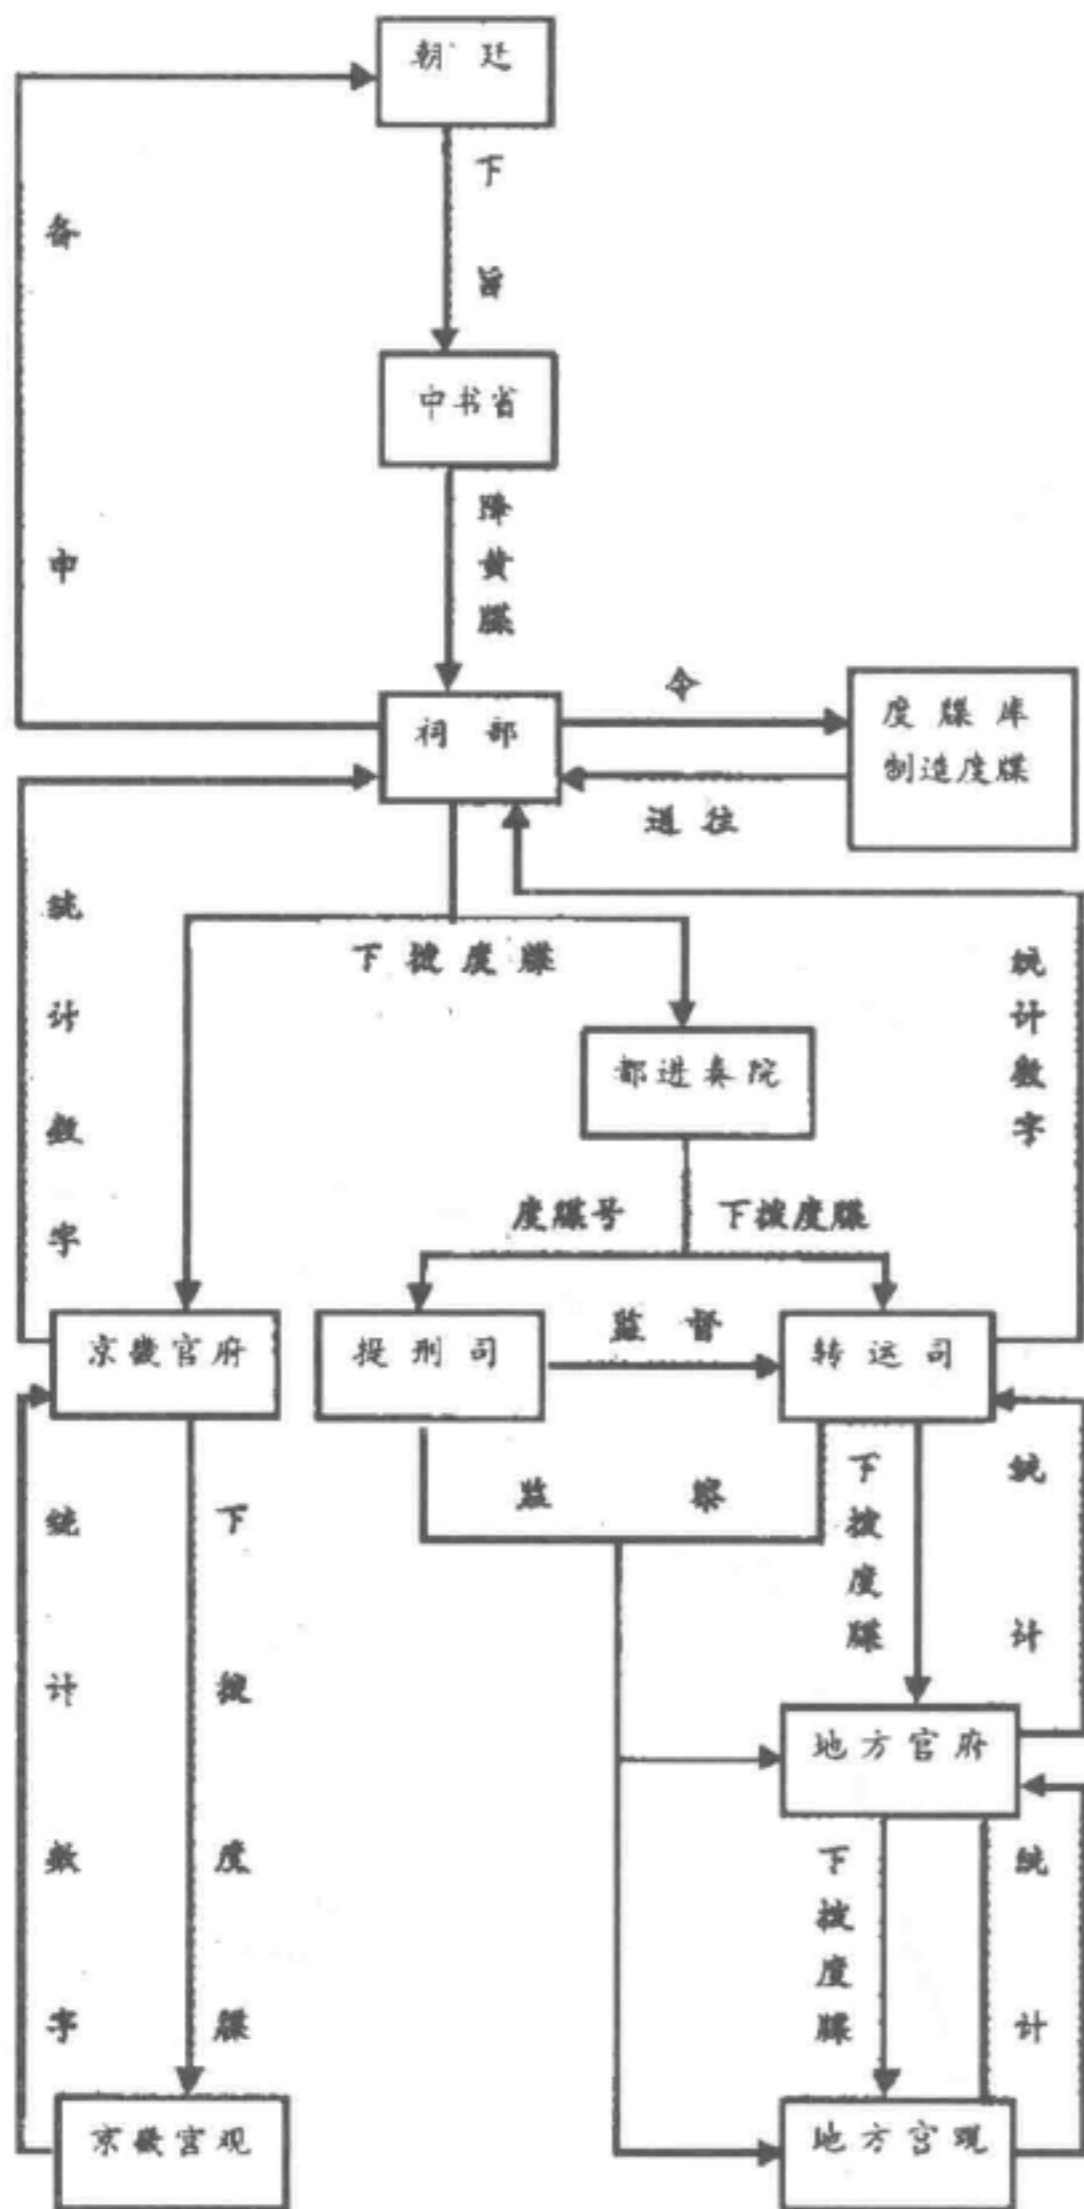 朝廷
下旨
备申
中书省
降黄牒
祠部
令
度牒库
制造度牒
送往
下拨度牒
统计数字
统计数字
都进奏院
度牒号
下拨度牒
京畿官府
提刑司
监督
转运司
监察
下拨度牒
统计
统计数字
下拨度牒
地方官府
下拨度牒
统计
京畿宫观
地方宫观